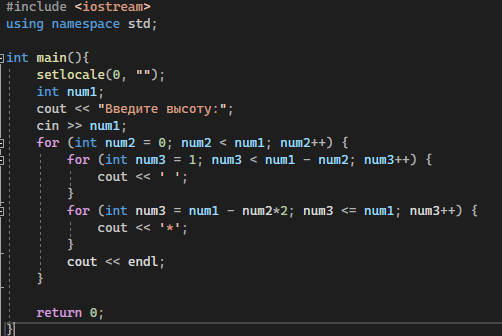 #include <iostream>
using namespace std;
int main(){
setlocale(0, "");
int num1;
cout << "Введите высоту:";
cin >> num1;
for (int num2 = 0; num2 < num1; num2++) {
for (int num3 = 1; num3 < num1 - num2; num3++) {
cout << ' ';
}
for (int num3 = num1 - num2*2; num3 <= num1; num3++) {
cout << '*';
}
cout << endl;
}
return 0;
}